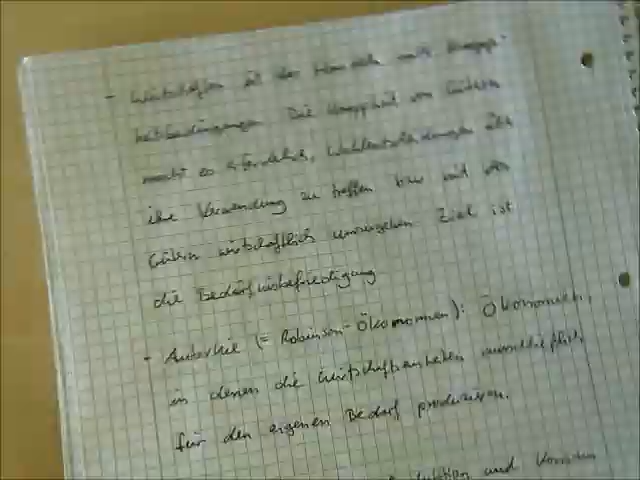 - Wirtschaften ist der Umgang mit Knapp-
heitsbedingungen. Die Knappheit von Gütern
macht es erforderlich, Wahlentscheidungen über
ihre Verwendung zu treffen bzw mit den
Gütern wirtschaftlich umzugehen. Ziel ist
die Bedürfnisbefriedigung
- Autarkie (= Robinson-Ökonomien): Ökonomien,
in denen die Wirtschaftseinheiten ausschließlich
für den eigenen Bedarf produzieren.
und